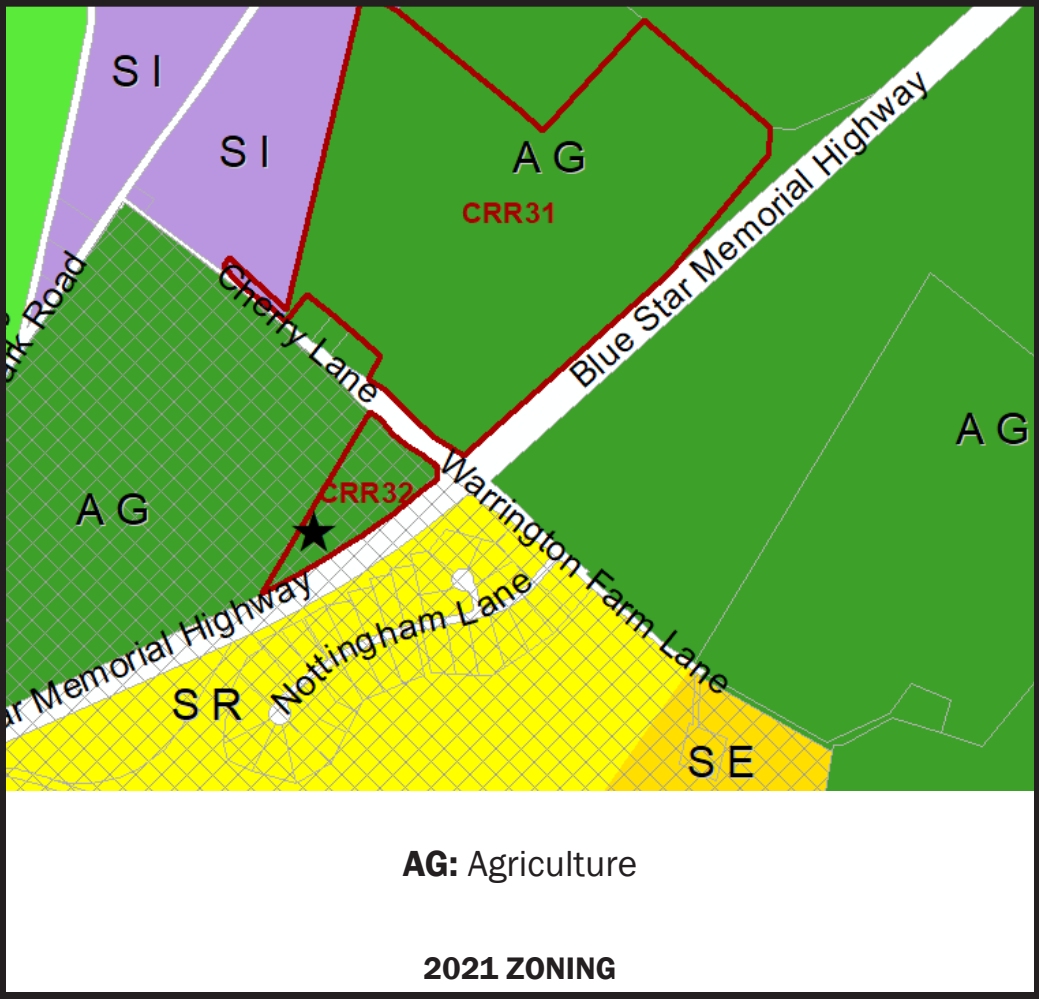 S I
S I
A G
CRR31
Blue Star Memorial Highway
Cherry Lane
Road
A G
A G
CRR32
Warrington Farm Lane
Memorial Highway
Nottingham Lane
S R
S E
AG: Agriculture
2021 ZONING